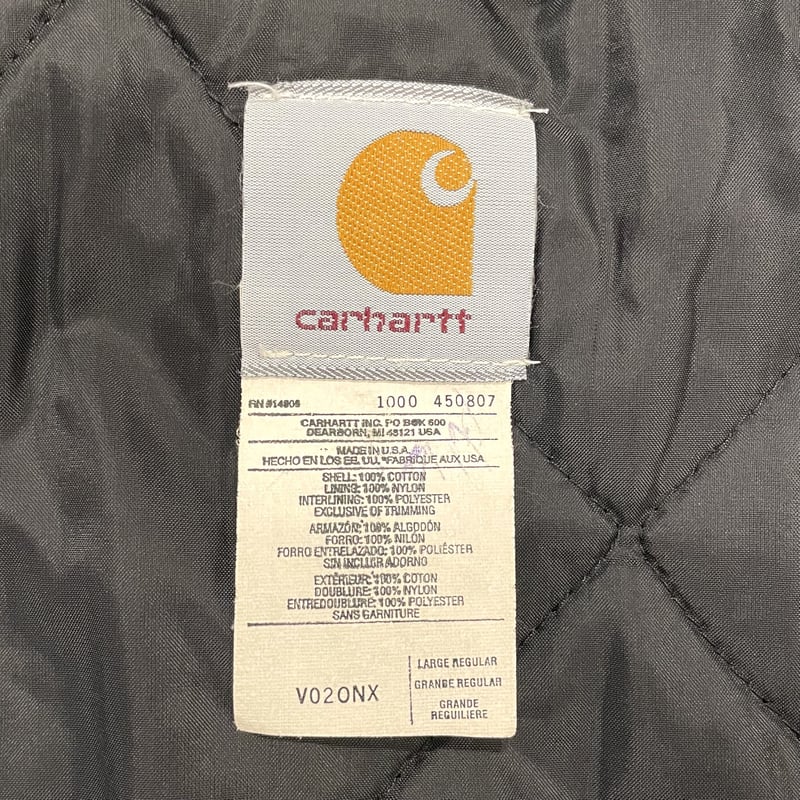 carhartt
RN #14806 1000 450807
CARHARTT INC. PO BOX 600
DEARBORN, MI 48121 USA
MADE IN U.S.A.
HECHO EN LOS EE. UU. *FABRIQUE AUX USA
SHELL: 100% COTTON
LINING: 100% NYLON
INTERLINING: 100% POLYESTER
EXCLUSIVE OF TRIMMING
ARMAZÓN: 100% ALGODÓN
FORRO: 100% NILÓN
FORRO ENTRELAZADO: 100% POLIÉSTER
SIN INCLUIR ADORNO
EXTÉRIEUR: 100% COTON
DOUBLURE: 100% NYLON
ENTREDOUBLURE: 100% POLYESTER
SANS GARNITURE
V02ONX
LARGE REGULAR
GRANDE REGULAR
GRANDE
REGUILIERE